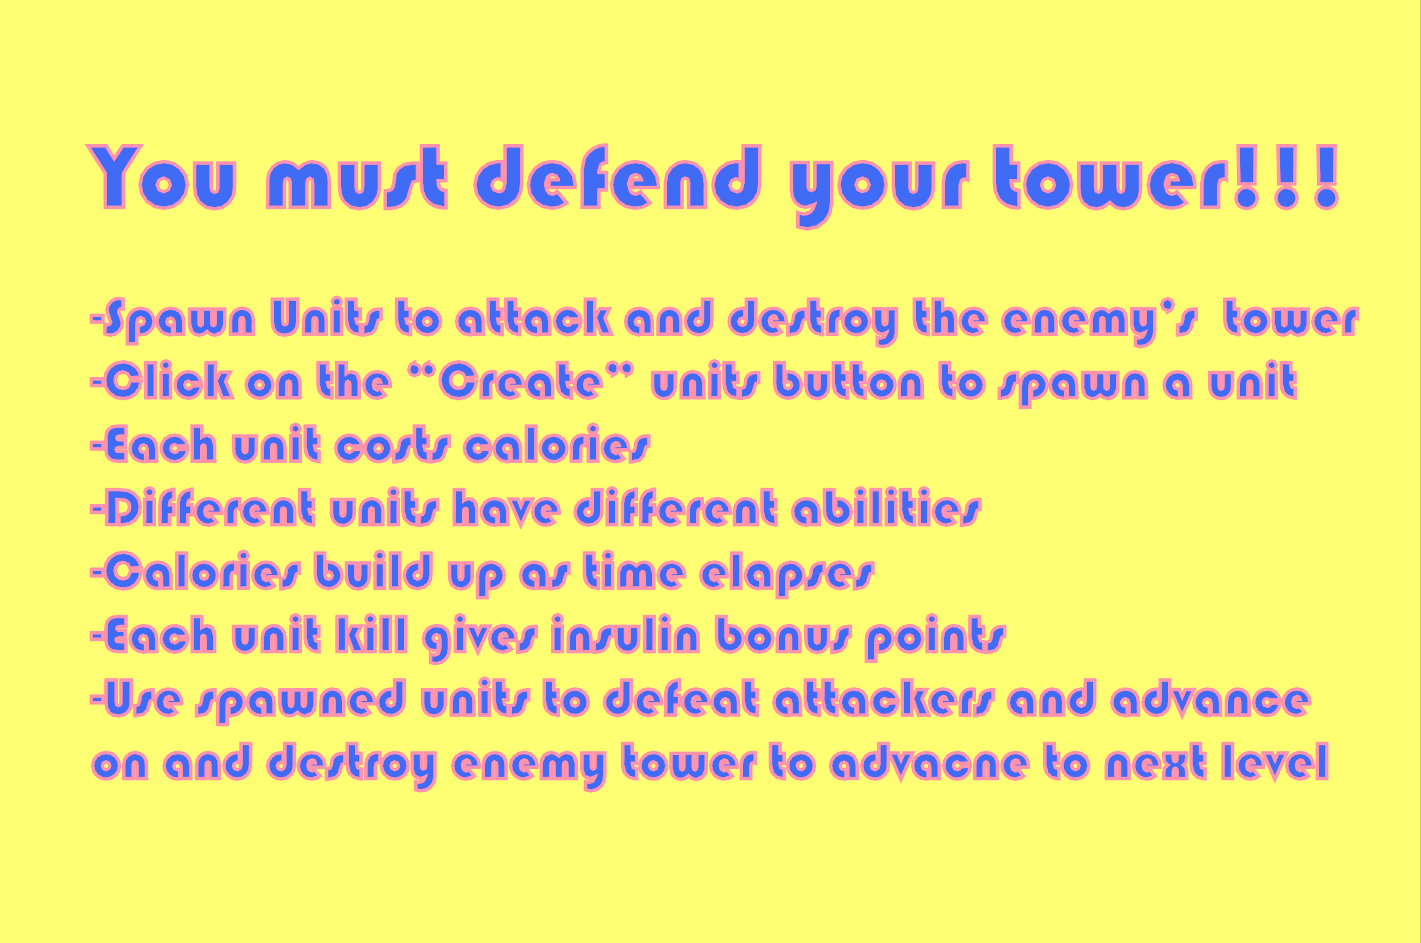 You must defend your tower!!!
-Spawn Units to attack and destroy the enemy’s  tower
-Click on the “Create” units button to spawn a unit
-Each unit costs calories
-Different units have different abilities
-Calories build up as time elapses
-Each unit kill gives insulin bonus points
-Use spawned units to defeat attackers and advance
on and destroy enemy tower to advacne to next level